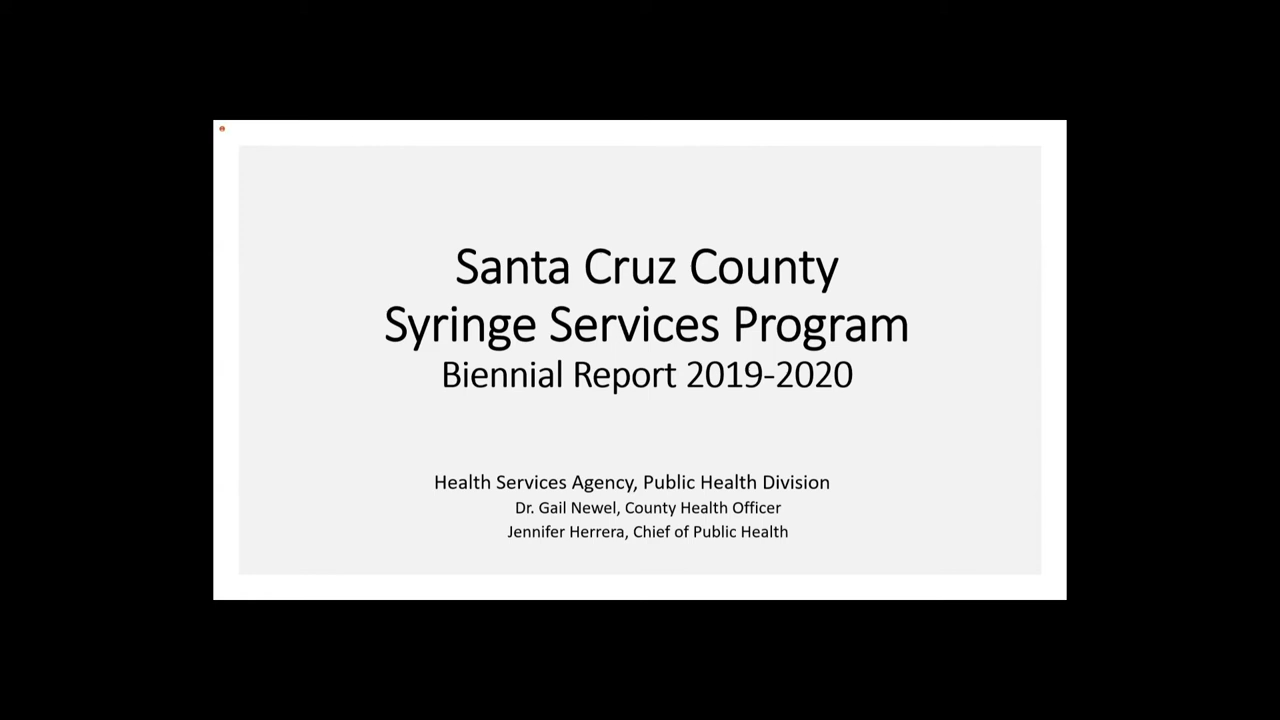 Santa Cruz County
Syringe Services Program
Biennial Report 2019-2020
Health Services Agency, Public Health Division
Dr. Gail Newel, County Health Officer
Jennifer Herrera, Chief of Public Health